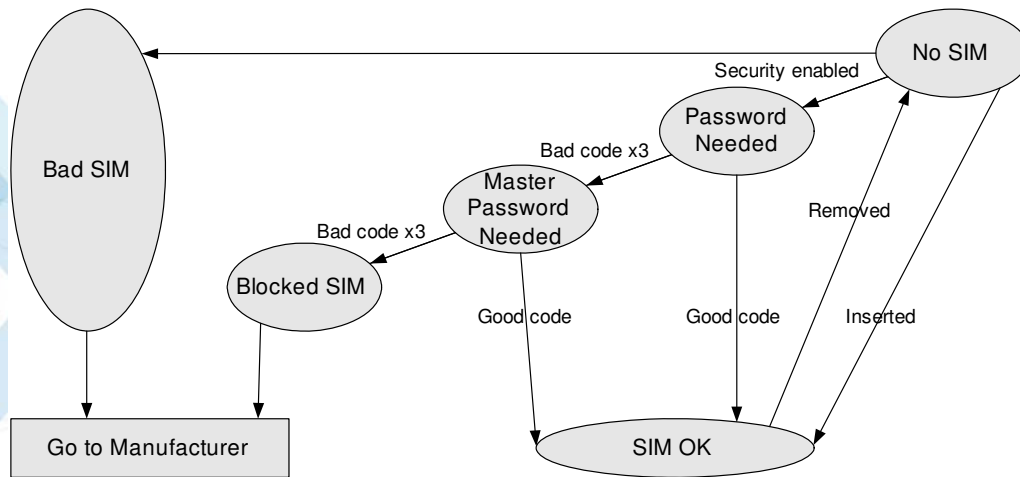 No SIM
Security enabled
Password
Needed
Bad SIM
Bad code x3
Master
Password
Needed
Removed
Bad code x3
Blocked SIM
Good code
Good code
Inserted
Go to Manufacturer
SIM OK